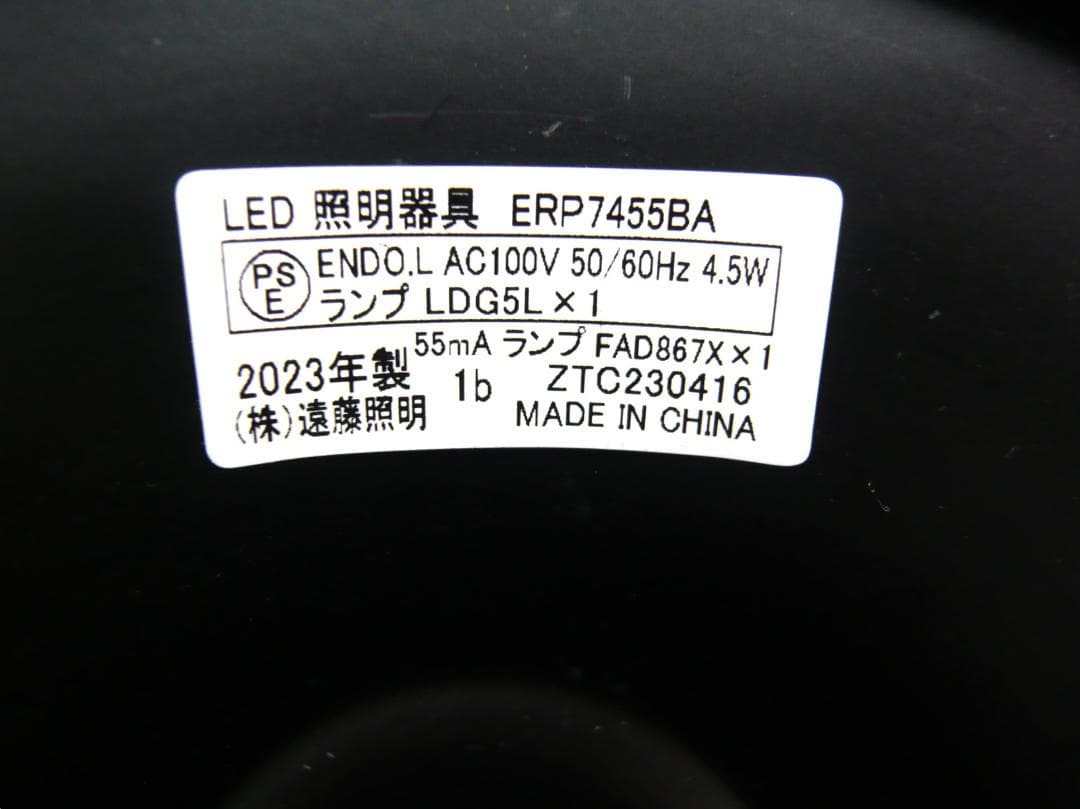 LED 照明器具 ERP7455BA
PS
E
ENDO.L AC100V 50/60Hz 4.5W
ランプ LDG5L×1
55mA ランプ FAD867X×1
2023年製 1b ZTC230416
(株)遠藤照明 MADE IN CHINA